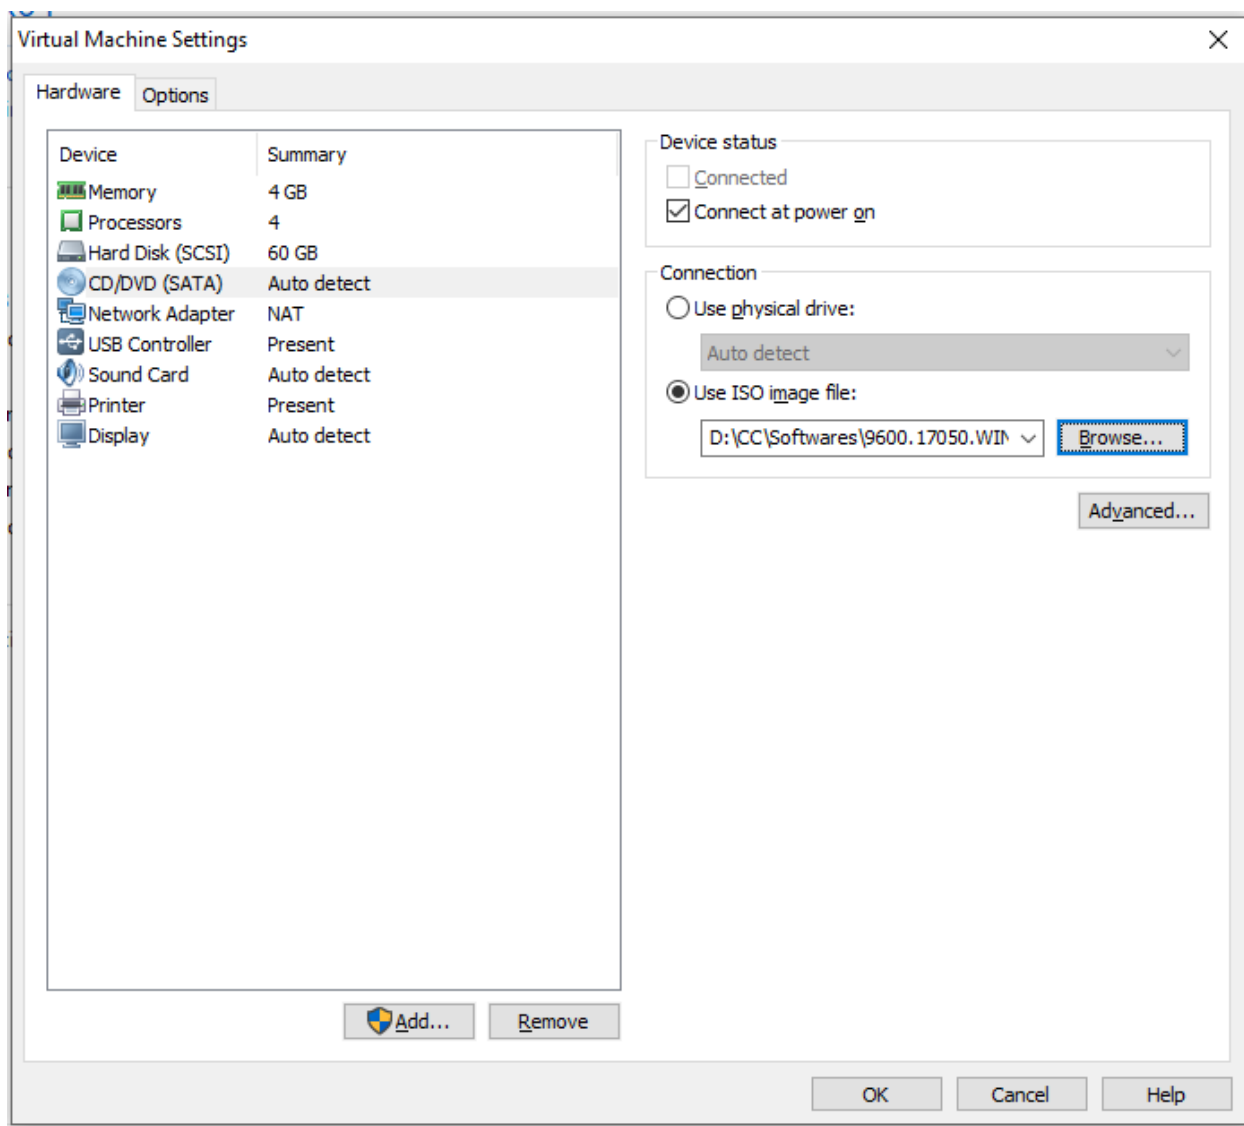 Virtual Machine Settings
Hardware Options
Device Summary
Memory 4 GB
Processors 4
Hard Disk (SCSI) 60 GB
CD/DVD (SATA) Auto detect
Network Adapter NAT
USB Controller Present
Sound Card Auto detect
Printer Present
Display Auto detect
Add... Remove
Device status
Connected
Connect at power on
Connection
Use physical drive:
Auto detect
Use ISO image file:
D:\CC\Softwares\9600.17050.WIN Browse...
Advanced...
OK Cancel Help